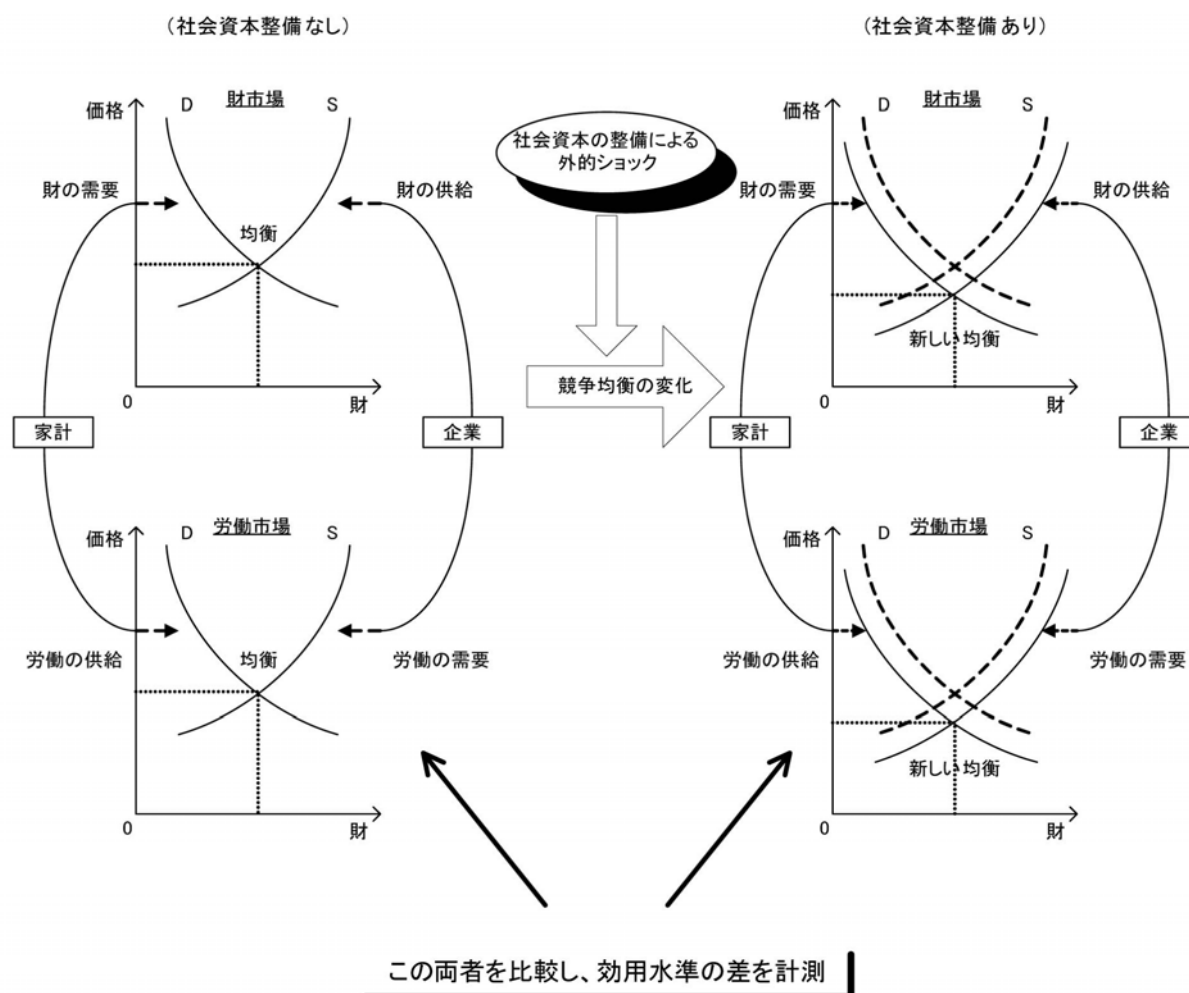 （社会資本整備なし）
（社会資本整備あり）
価格
D
財市場
S
財の需要
財の供給
均衡
0
財
社会資本の整備による
外的ショック
競争均衡の変化
価格
D
財市場
S
財の需要
財の供給
新しい均衡
0
財
家計
企業
家計
企業
価格
D
労働市場
S
労働の供給
労働の需要
均衡
0
財
価格
D
労働市場
S
労働の供給
労働の需要
新しい均衡
0
財
この両者を比較し、効用水準の差を計測